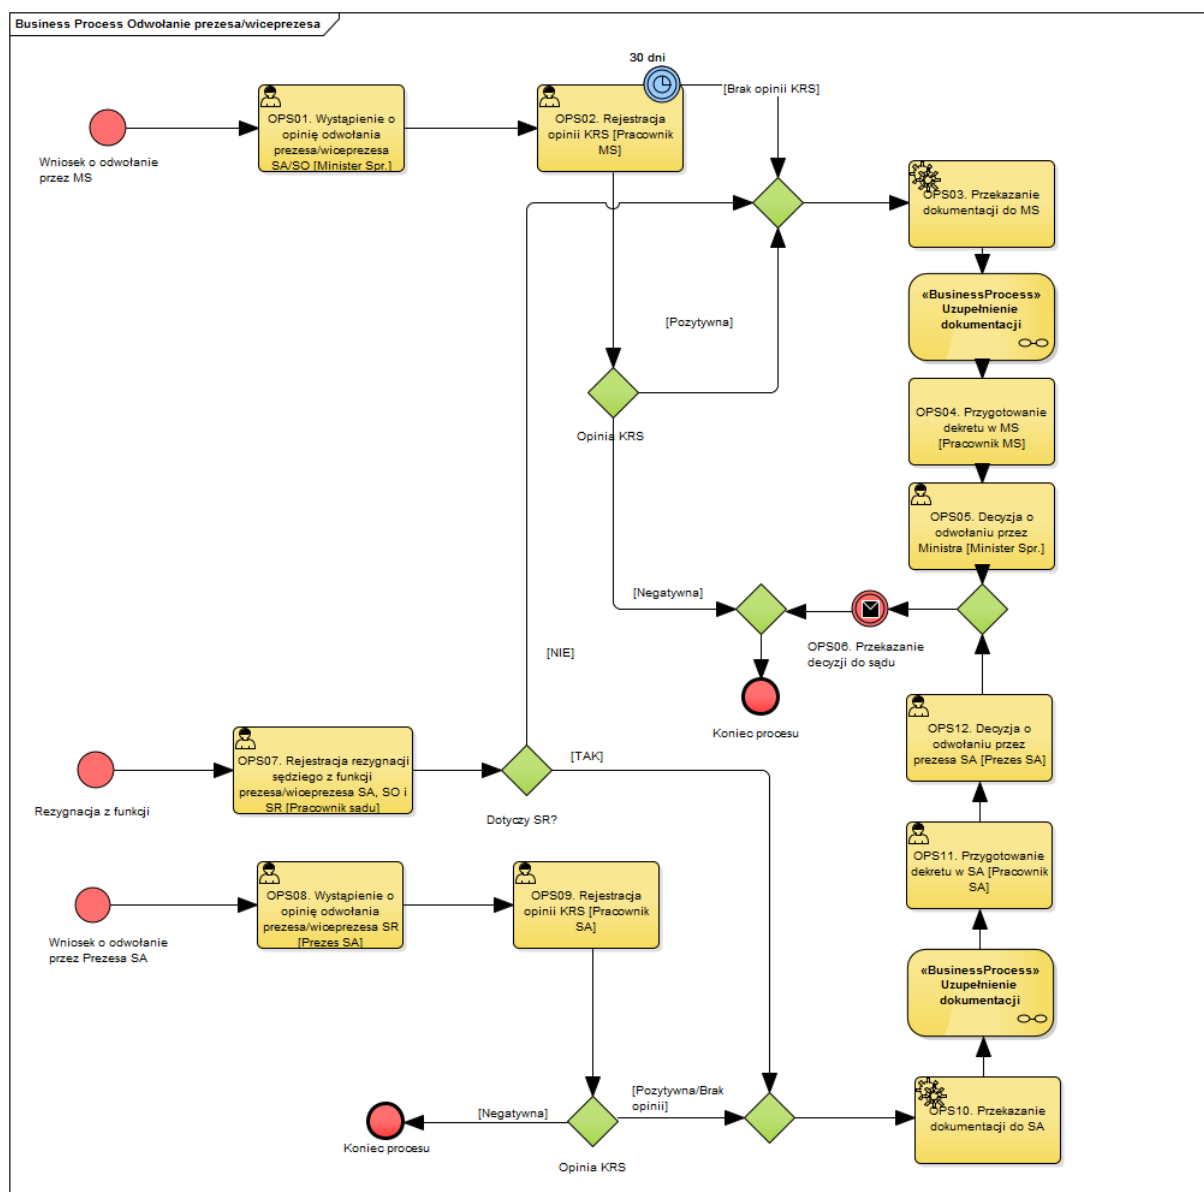 Business Process Odwołanie prezesa/wiceprezesa
30 dni
[Brak opinii KRS]
OPS01. Wystąpienie o
opinię odwołania
prezesa/wiceprezesa
SA/SO [Minister Spr.]
OPS02. Rejestracja
opinii KRS [Pracownik
MS]
Wniosek o odwołanie
przez MS
OPS03. Przekazanie
dokumentacji do MS
«BusinessProcess»
Uzupełnienie
dokumentacji
[Pozytywna]
Opinia KRS
OPS04. Przygotowanie
dekretu w MS
[Pracownik MS]
OPS05. Decyzja o
odwołaniu przez
Ministra [Minister Spr.]
[Negatywna]
OPS06. Przekazanie
decyzji do sądu
[NIE]
Koniec procesu
OPS12. Decyzja o
odwołaniu przez
prezesa SA [Prezes SA]
[TAK]
OPS07. Rejestracja rezygnacji
sędziego z funkcji
prezesa/wiceprezesa SA, SO i
SR [Pracownik sądu]
Rezygnacja z funkcji
Dotyczy SR?
OPS11. Przygotowanie
dekretu w SA [Pracownik
SA]
OPS08. Wystąpienie o
opinię odwołania
prezesa/wiceprezesa SR
[Prezes SA]
OPS09. Rejestracja
opinii KRS [Pracownik
SA]
Wniosek o odwołanie
przez Prezesa SA
«BusinessProcess»
Uzupełnienie
dokumentacji
[Pozytywna/Brak
opinii]
[Negatywna]
OPS10. Przekazanie
dokumentacji do SA
Koniec procesu
Opinia KRS